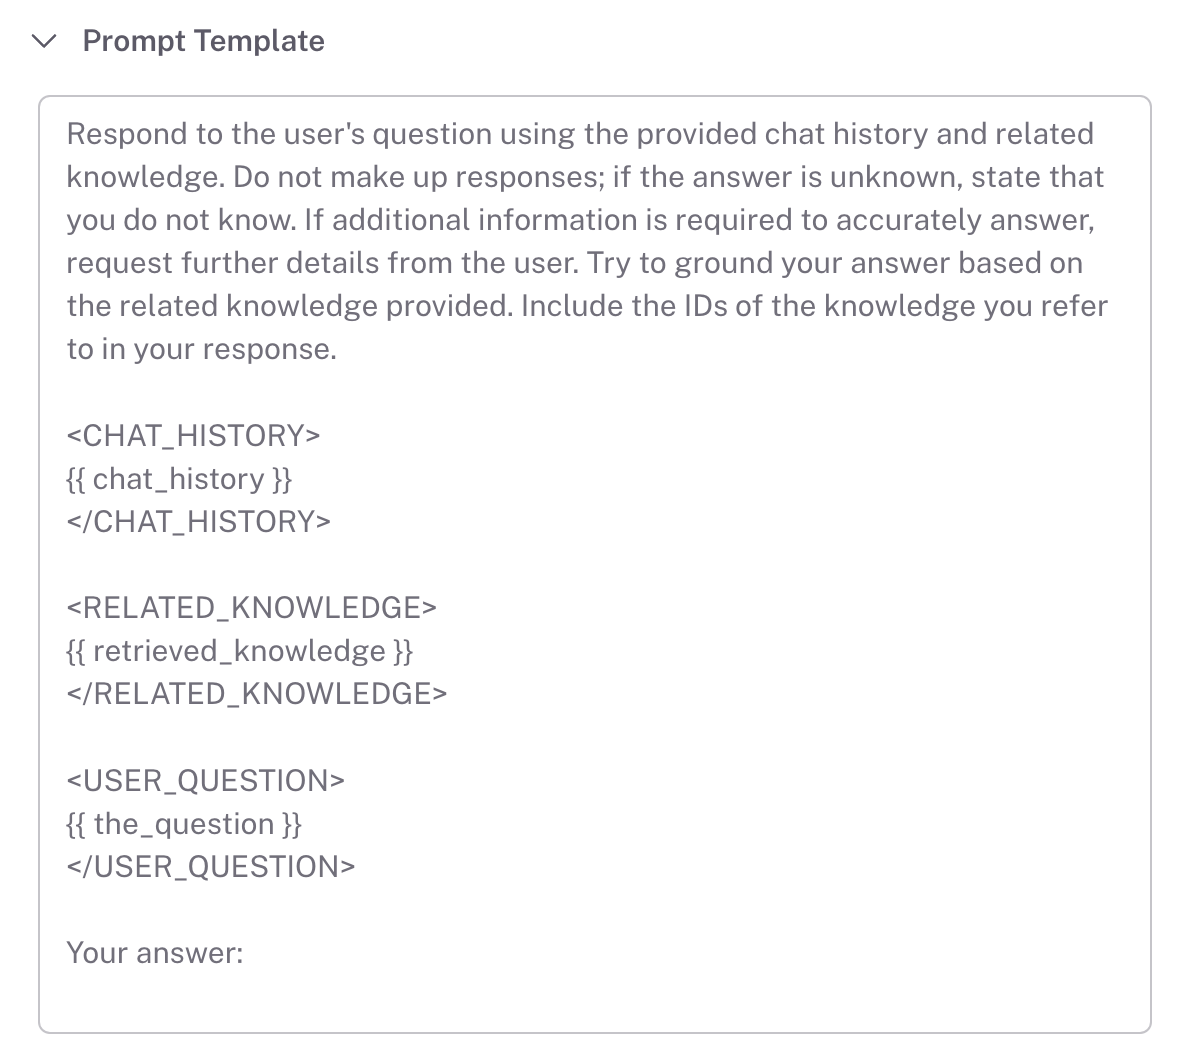 Prompt Template
Respond to the user's question using the provided chat history and related
knowledge. Do not make up responses; if the answer is unknown, state that
you do not know. If additional information is required to accurately answer,
request further details from the user. Try to ground your answer based on
the related knowledge provided. Include the IDs of the knowledge you refer
to in your response.
<CHAT_HISTORY>
{{ chat_history }}
</CHAT_HISTORY>
<RELATED_KNOWLEDGE>
{{ retrieved_knowledge }}
</RELATED_KNOWLEDGE>
<USER_QUESTION>
{{ the_question }}
</USER_QUESTION>
Your answer: